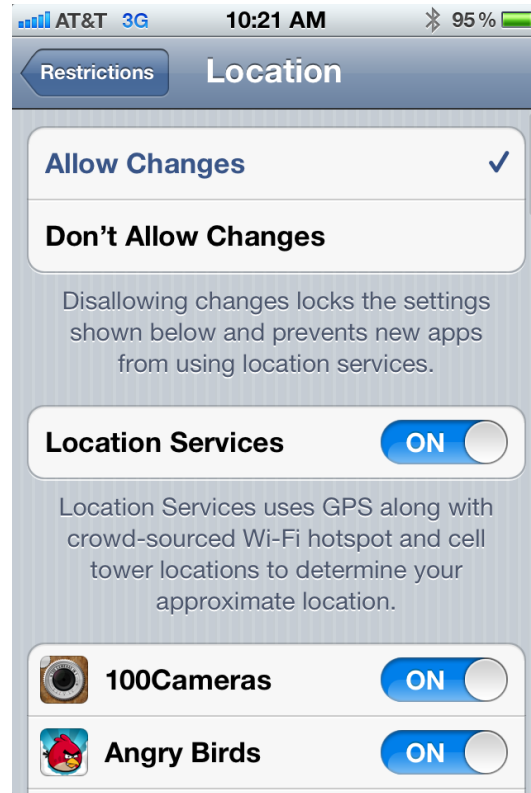 AT&T 3G 10:21 AM 95%
Restrictions Location
Allow Changes
Don't Allow Changes
Disallowing changes locks the settings
shown below and prevents new apps
from using location services.
Location Services ON
Location Services uses GPS along with
crowd-sourced Wi-Fi hotspot and cell
tower locations to determine your
approximate location.
100Cameras ON
Angry Birds ON